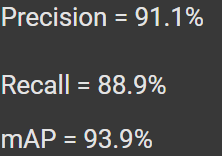 Precision = 91.1%
Recall = 88.9%
mAP = 93.9%